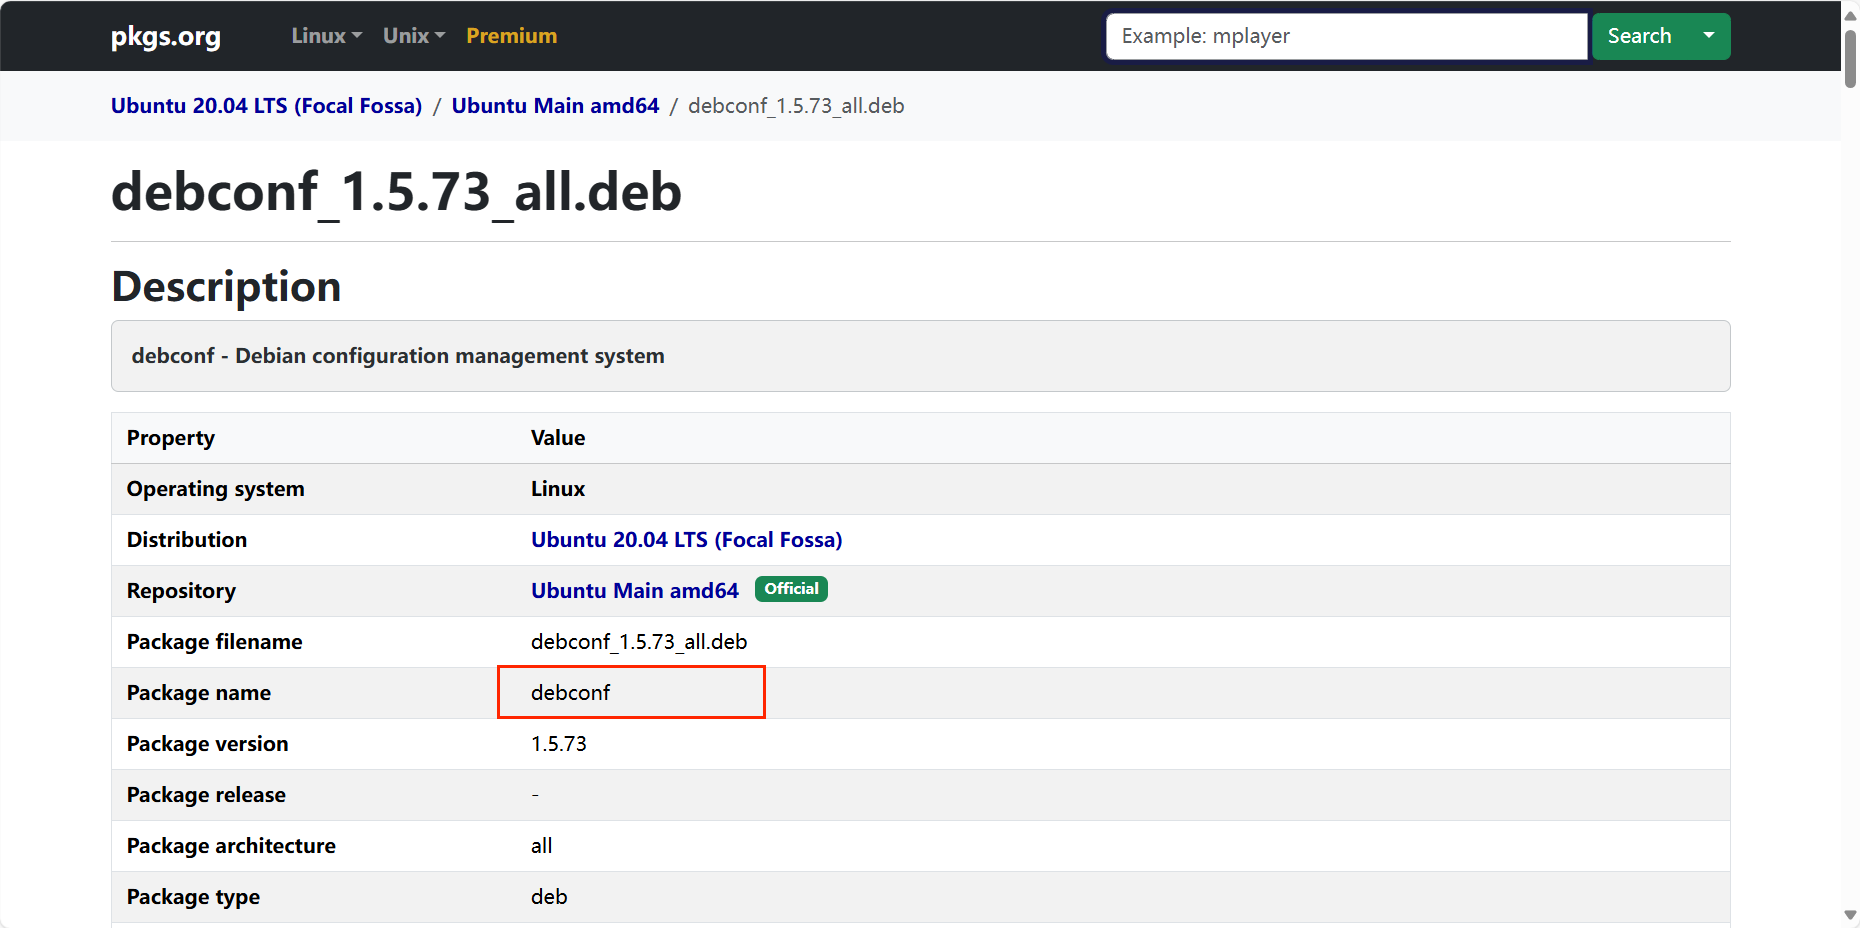 pkgs.org Linux Unix Premium Example: mplayer Search
Ubuntu 20.04 LTS (Focal Fossa) / Ubuntu Main amd64 / debconf_1.5.73_all.deb
debconf_1.5.73_all.deb
Description
debconf - Debian configuration management system
Property Value
Operating system Linux
Distribution Ubuntu 20.04 LTS (Focal Fossa)
Repository Ubuntu Main amd64 Official
Package filename debconf_1.5.73_all.deb
Package name debconf
Package version 1.5.73
Package release -
Package architecture all
Package type deb